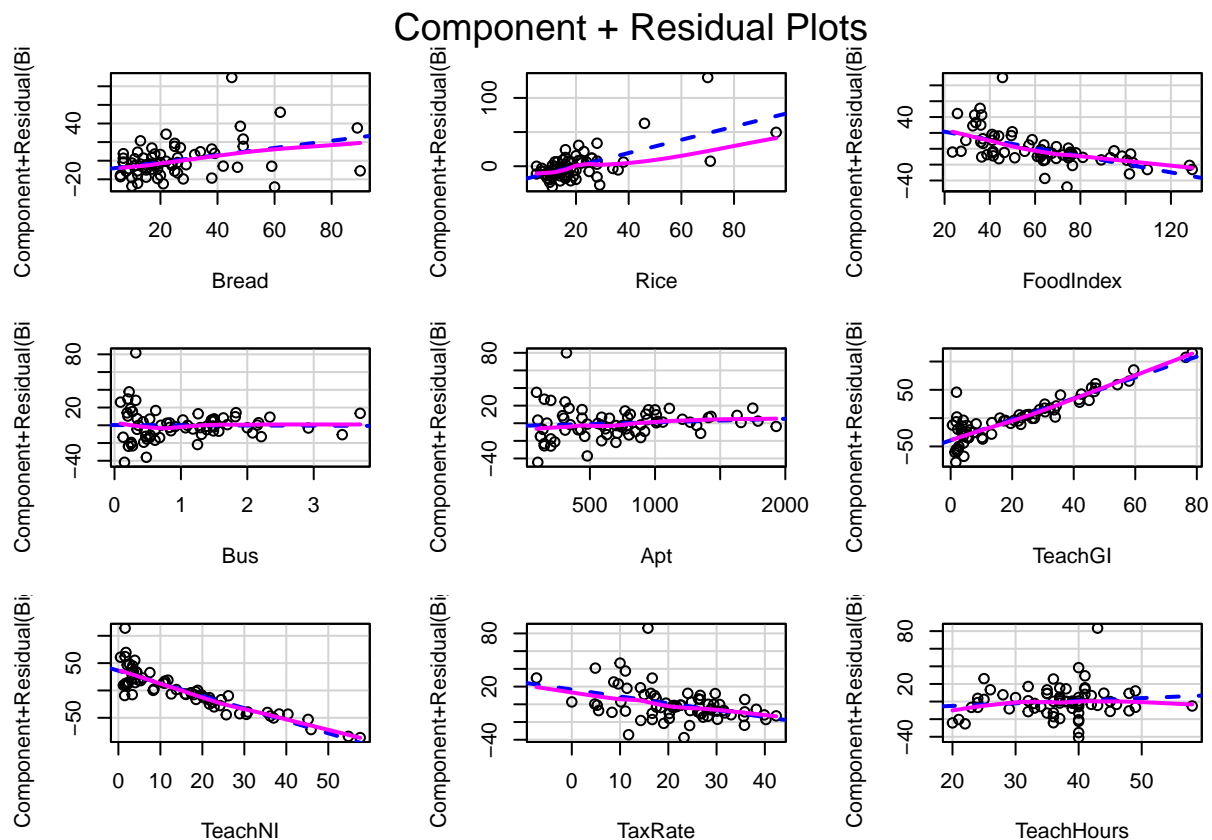 Component + Residual Plots
Component+Residual(Bi
40
−20
20 40 60 80
Bread
Component+Residual(Bi
100
0
20 40 60 80
Rice
Component+Residual(Bi
40
−40
20 40 60 80 120
FoodIndex
Component+Residual(Bi
80
20
−40
0 1 2 3
Bus
Component+Residual(Bi
80
20
−40
500 1000 2000
Apt
Component+Residual(Bi
50
−50
0 20 40 60 80
TeachGI
Component+Residual(Bi
50
−50
0 10 20 30 40 50
TeachNI
Component+Residual(Bi
80
20
−40
0 10 20 30 40
TaxRate
Component+Residual(Bi
80
20
−40
20 30 40 50
TeachHours